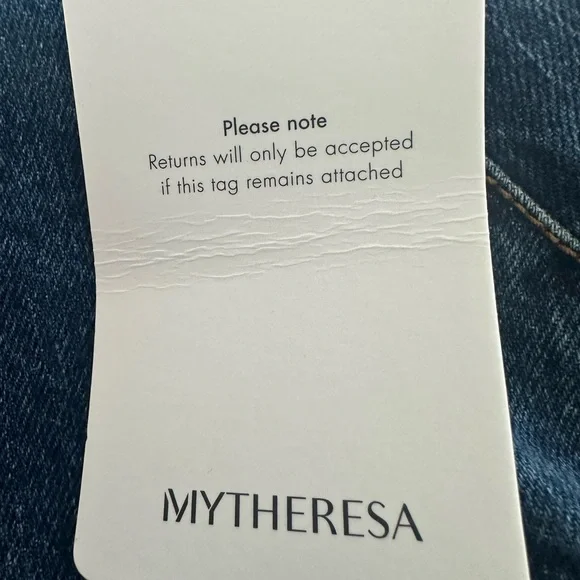 Please note
Returns will only be accepted
if this tag remains attached
MYTHERESA